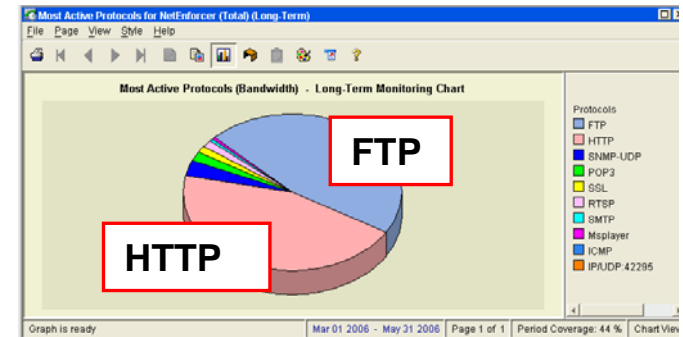 Most Active Protocols for NetEnforcer (Total) (Long-Term)
File Page View Style Help
Most Active Protocols (Bandwidth) - Long-Term Monitoring Chart
FTP
HTTP
Protocols
FTP
HTTP
SNMP-UDP
POP3
SSL
RTSP
SMTP
Msplayer
ICMP
IP/UDP:42295
Graph is ready
Mar 01 2006 - May 31 2006
Page 1 of 1
Period Coverage: 44 %
Chart View